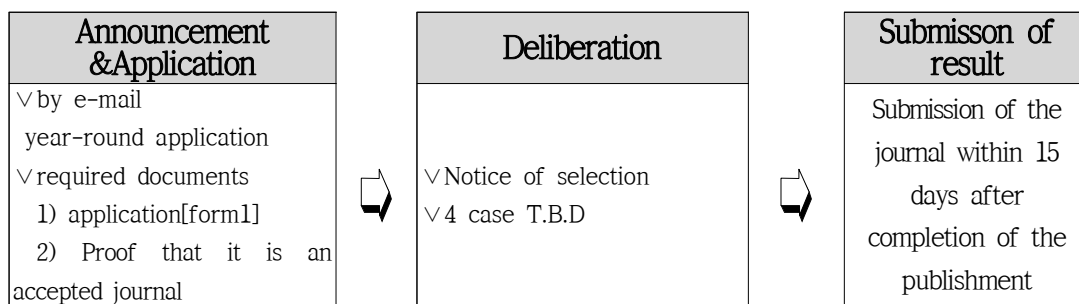 Announcement
&Application
∨by e-mail
year-round application
∨required documents
1) application[form1]
2) Proof that it is an
accepted journal
Deliberation
∨Notice of selection
∨4 case T.B.D
Submisson of
result
Submission of the
journal within 15
days after
completion of the
publishment